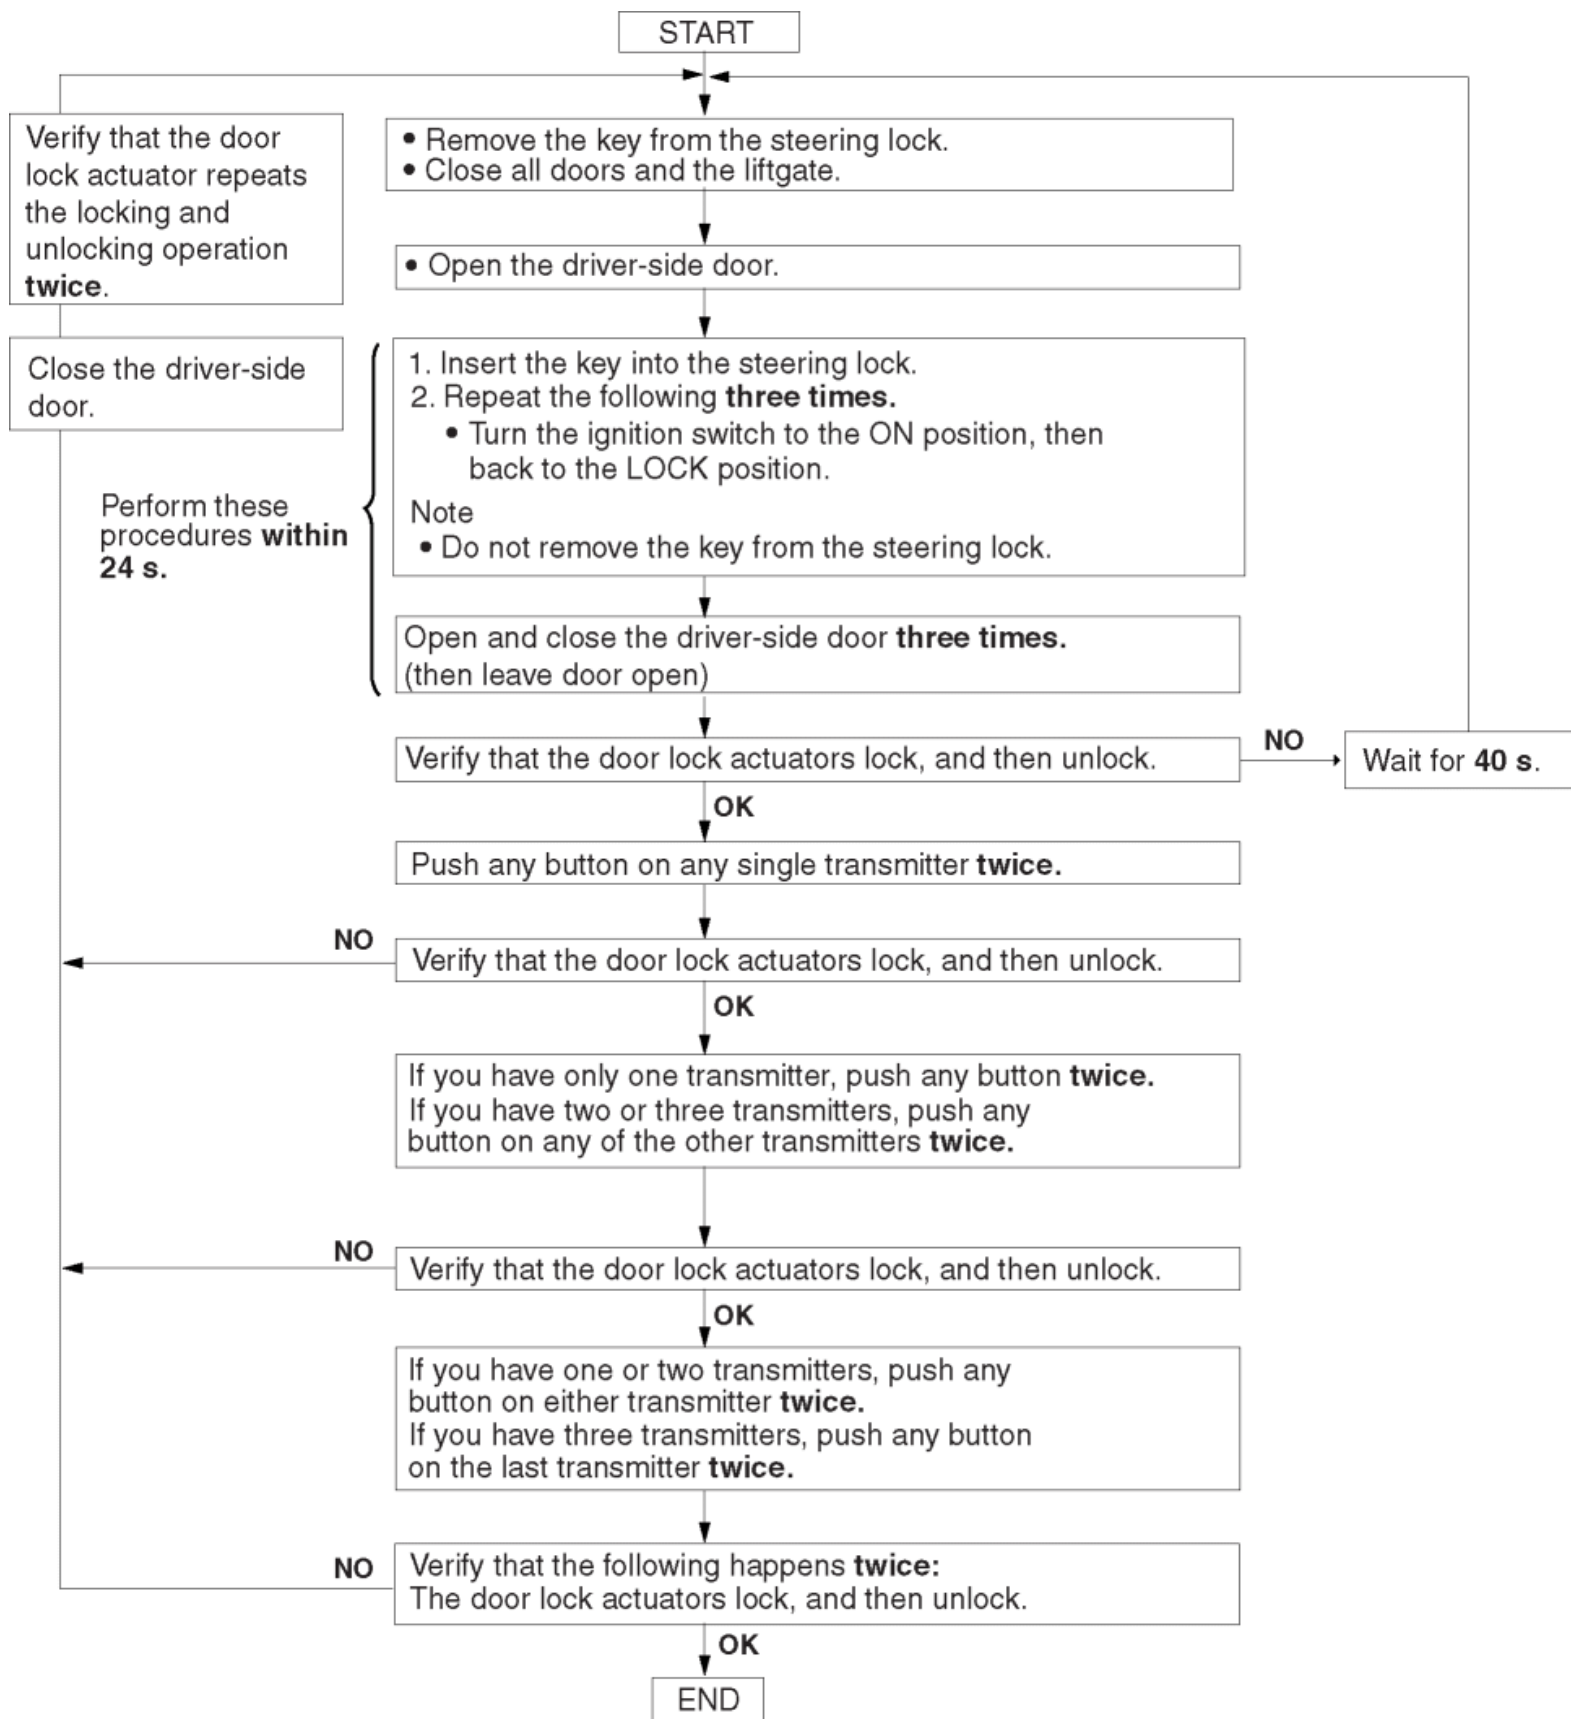 START
Verify that the door
lock actuator repeats
the locking and
unlocking operation
twice.
• Remove the key from the steering lock.
• Close all doors and the liftgate.
• Open the driver-side door.
Close the driver-side
door.
Perform these
procedures within
24 s.
1. Insert the key into the steering lock.
2. Repeat the following three times.
• Turn the ignition switch to the ON position, then
back to the LOCK position.
Note
• Do not remove the key from the steering lock.
Open and close the driver-side door three times.
(then leave door open)
Verify that the door lock actuators lock, and then unlock.
NO
Wait for 40 s.
OK
Push any button on any single transmitter twice.
NO
Verify that the door lock actuators lock, and then unlock.
OK
If you have only one transmitter, push any button twice.
If you have two or three transmitters, push any
button on any of the other transmitters twice.
NO
Verify that the door lock actuators lock, and then unlock.
OK
If you have one or two transmitters, push any
button on either transmitter twice.
If you have three transmitters, push any button
on the last transmitter twice.
NO
Verify that the following happens twice:
The door lock actuators lock, and then unlock.
OK
END